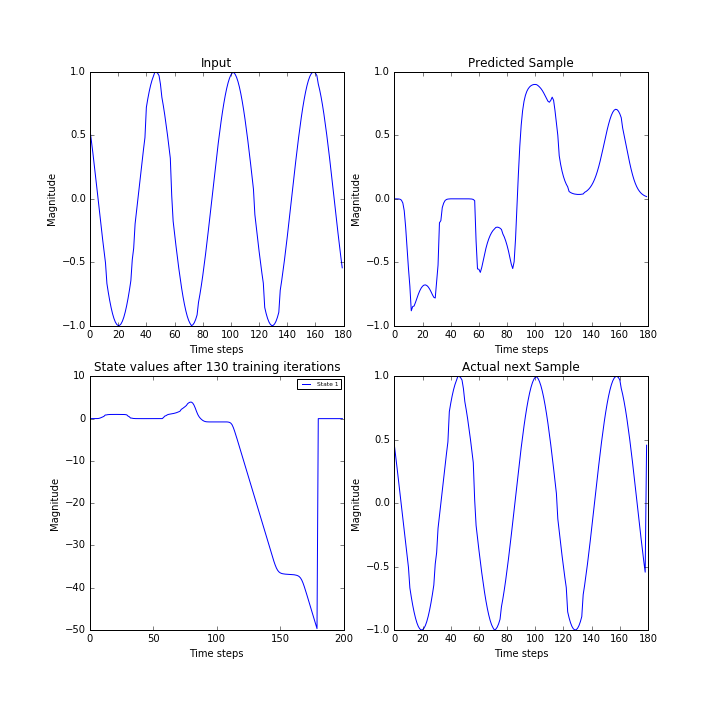 Input
1.0
0.5
0.0
−0.5
−1.0
Magnitude
0 20 40 60 80 100 120 140 160 180
Time steps
Predicted Sample
1.0
0.5
0.0
−0.5
−1.0
Magnitude
0 20 40 60 80 100 120 140 160 180
Time steps
State values after 130 training iterations
State 1
10
0
−10
−20
−30
−40
−50
Magnitude
0 50 100 150 200
Time steps
Actual next Sample
1.0
0.5
0.0
−0.5
−1.0
Magnitude
0 20 40 60 80 100 120 140 160 180
Time steps